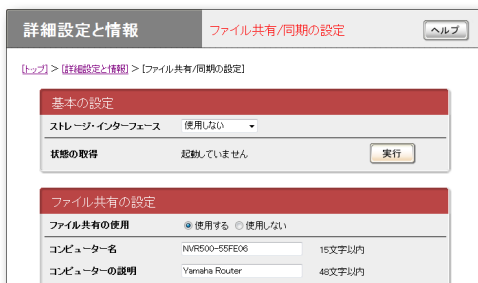 詳細設定と情報 ファイル共有/同期の設定 ヘルプ
[トップ] > [詳細設定と情報] > [ファイル共有/同期の設定]
基本の設定
ストレージ・インターフェース 使用しない
状態の取得 起動していません 実行
ファイル共有の設定
ファイル共有の使用 使用する 使用しない
コンピューター名 NVR500-55FE06 15文字以内
コンピューターの説明 Yamaha Router 48文字以内